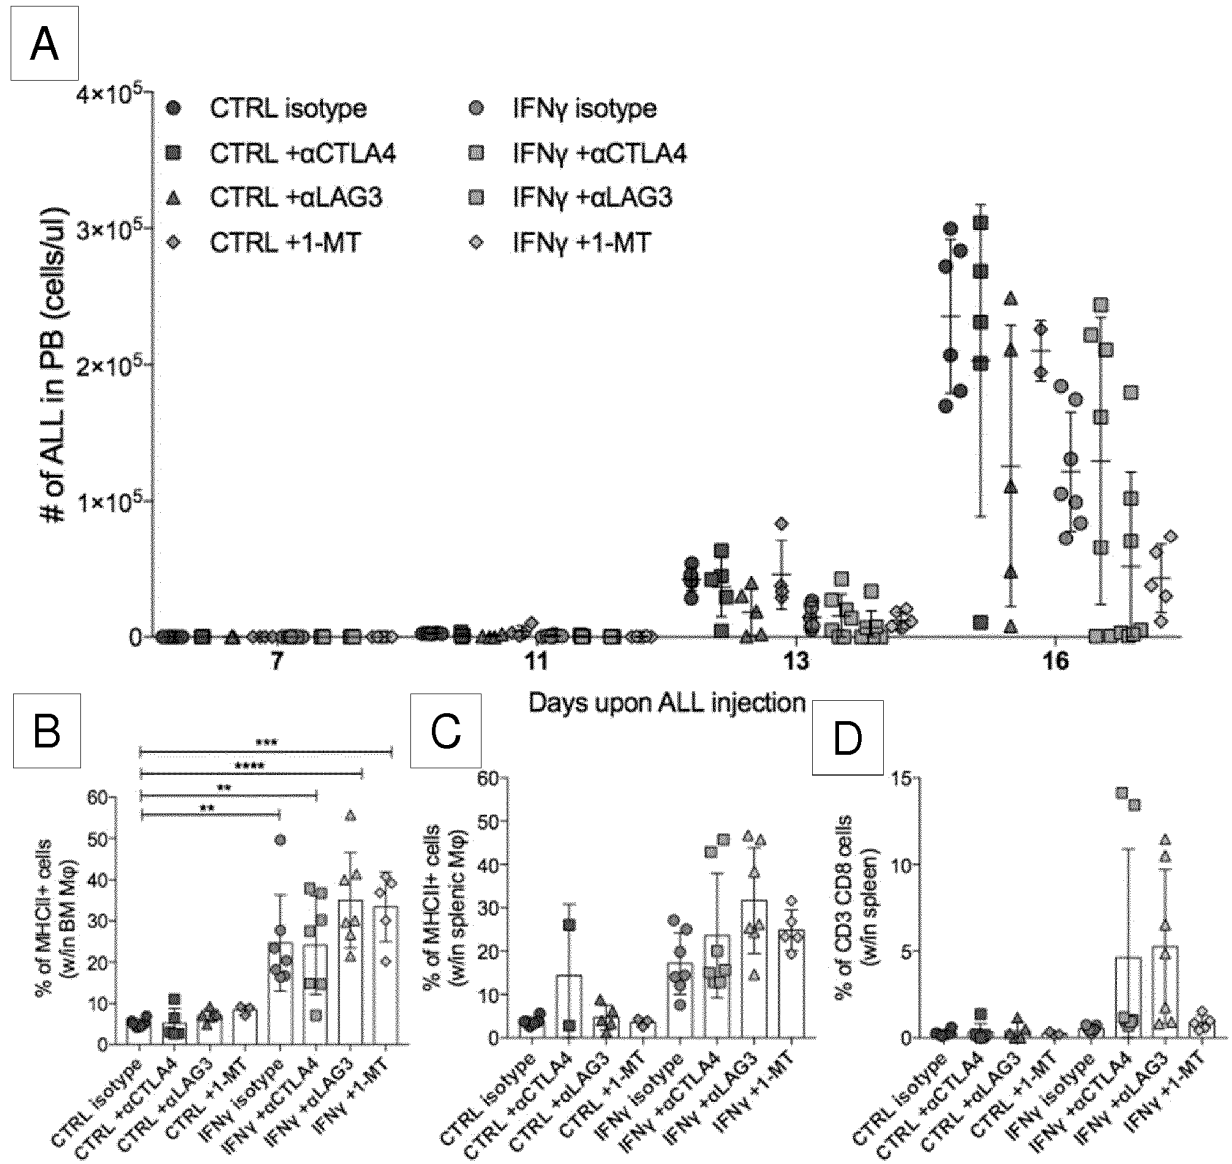 A
4×10⁵
3×10⁵
2×10⁵
1×10⁵
0
# of ALL in PB (cells/ul)
CTRL isotype
CTRL +αCTLA4
CTRL +αLAG3
CTRL +1-MT
IFNγ isotype
IFNγ +αCTLA4
IFNγ +αLAG3
IFNγ +1-MT
7 11 13 16
Days upon ALL injection
B
% of MHCII+ cells
(w/in BM Mφ)
60
50
40
30
20
10
0
***
****
**
**
CTRL isotype
CTRL +αCTLA4
CTRL +αLAG3
CTRL +1-MT
IFNγ isotype
IFNγ +αCTLA4
IFNγ +αLAG3
IFNγ +1-MT
C
% of MHCII+ cells
(w/in splenic Mφ)
60
50
40
30
20
10
0
CTRL isotype
CTRL +αCTLA4
CTRL +αLAG3
CTRL +1-MT
IFNγ isotype
IFNγ +αCTLA4
IFNγ +αLAG3
IFNγ +1-MT
D
% of CD3 CD8 cells
(w/in spleen)
15
10
5
0
CTRL isotype
CTRL +αCTLA4
CTRL +αLAG3
CTRL +1-MT
IFNγ isotype
IFNγ +αCTLA4
IFNγ +αLAG3
IFNγ +1-MT